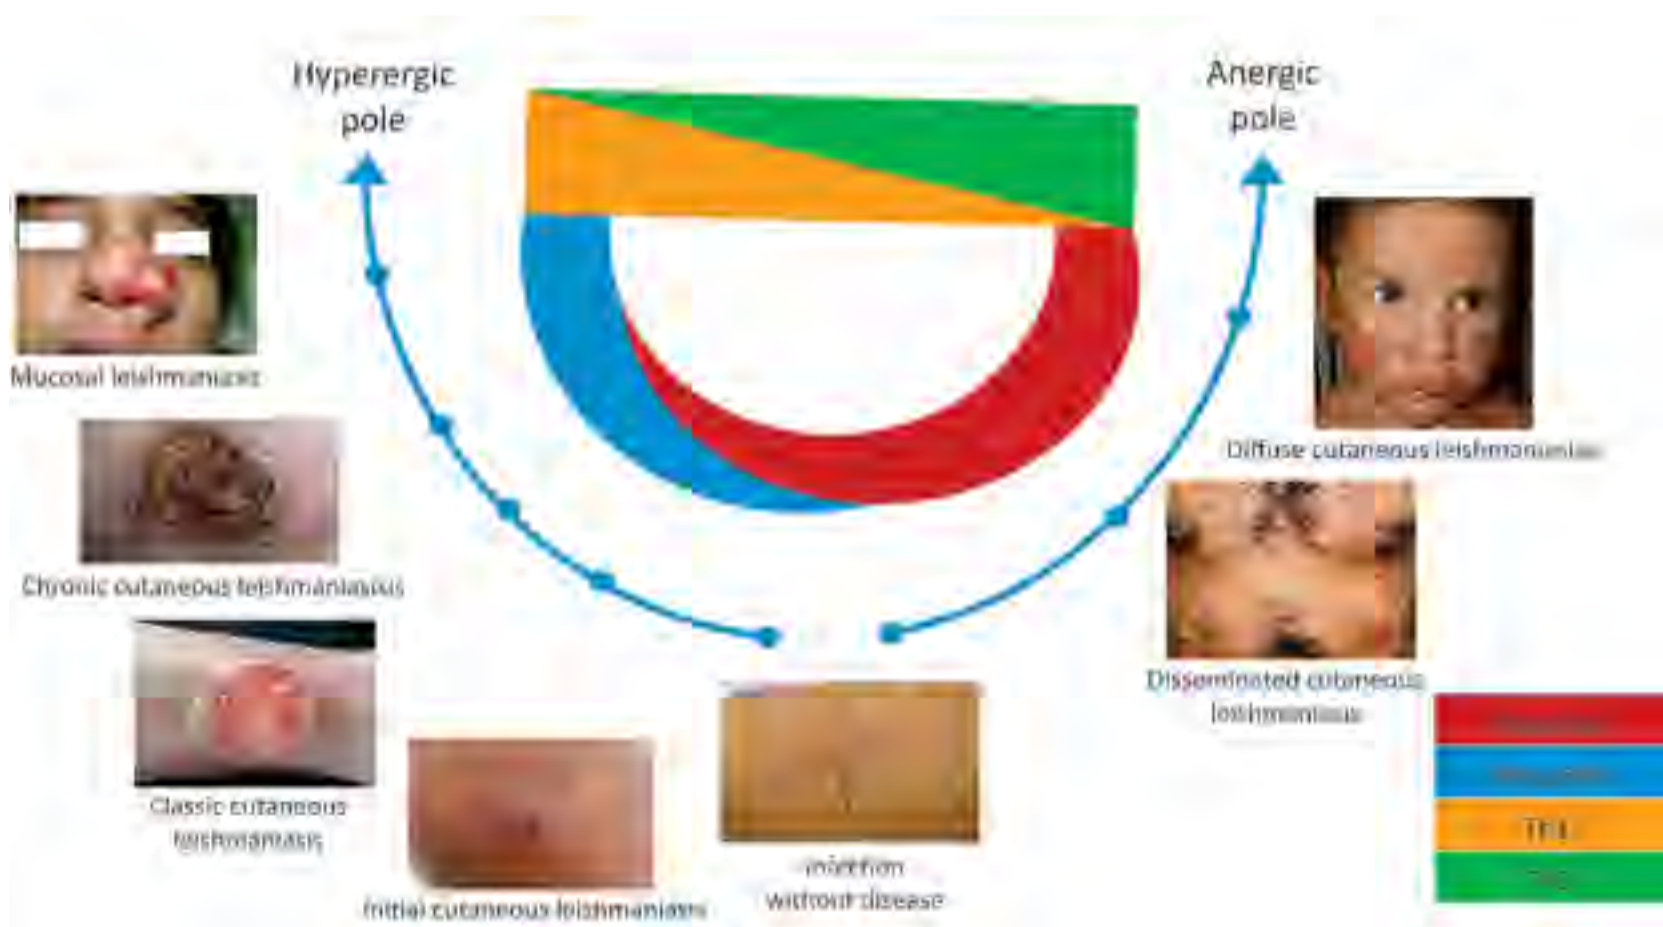 Hyperergic
pole
Anergic
pole
Mucosal leishmaniasis
Diffuse cutaneous leishmaniasis
Chronic cutaneous leishmaniasis
Disseminated cutaneous
leishmaniasis
Classic cutaneous
leishmaniasis
Infection
without disease
Initial cutaneous leishmaniasis
Th1